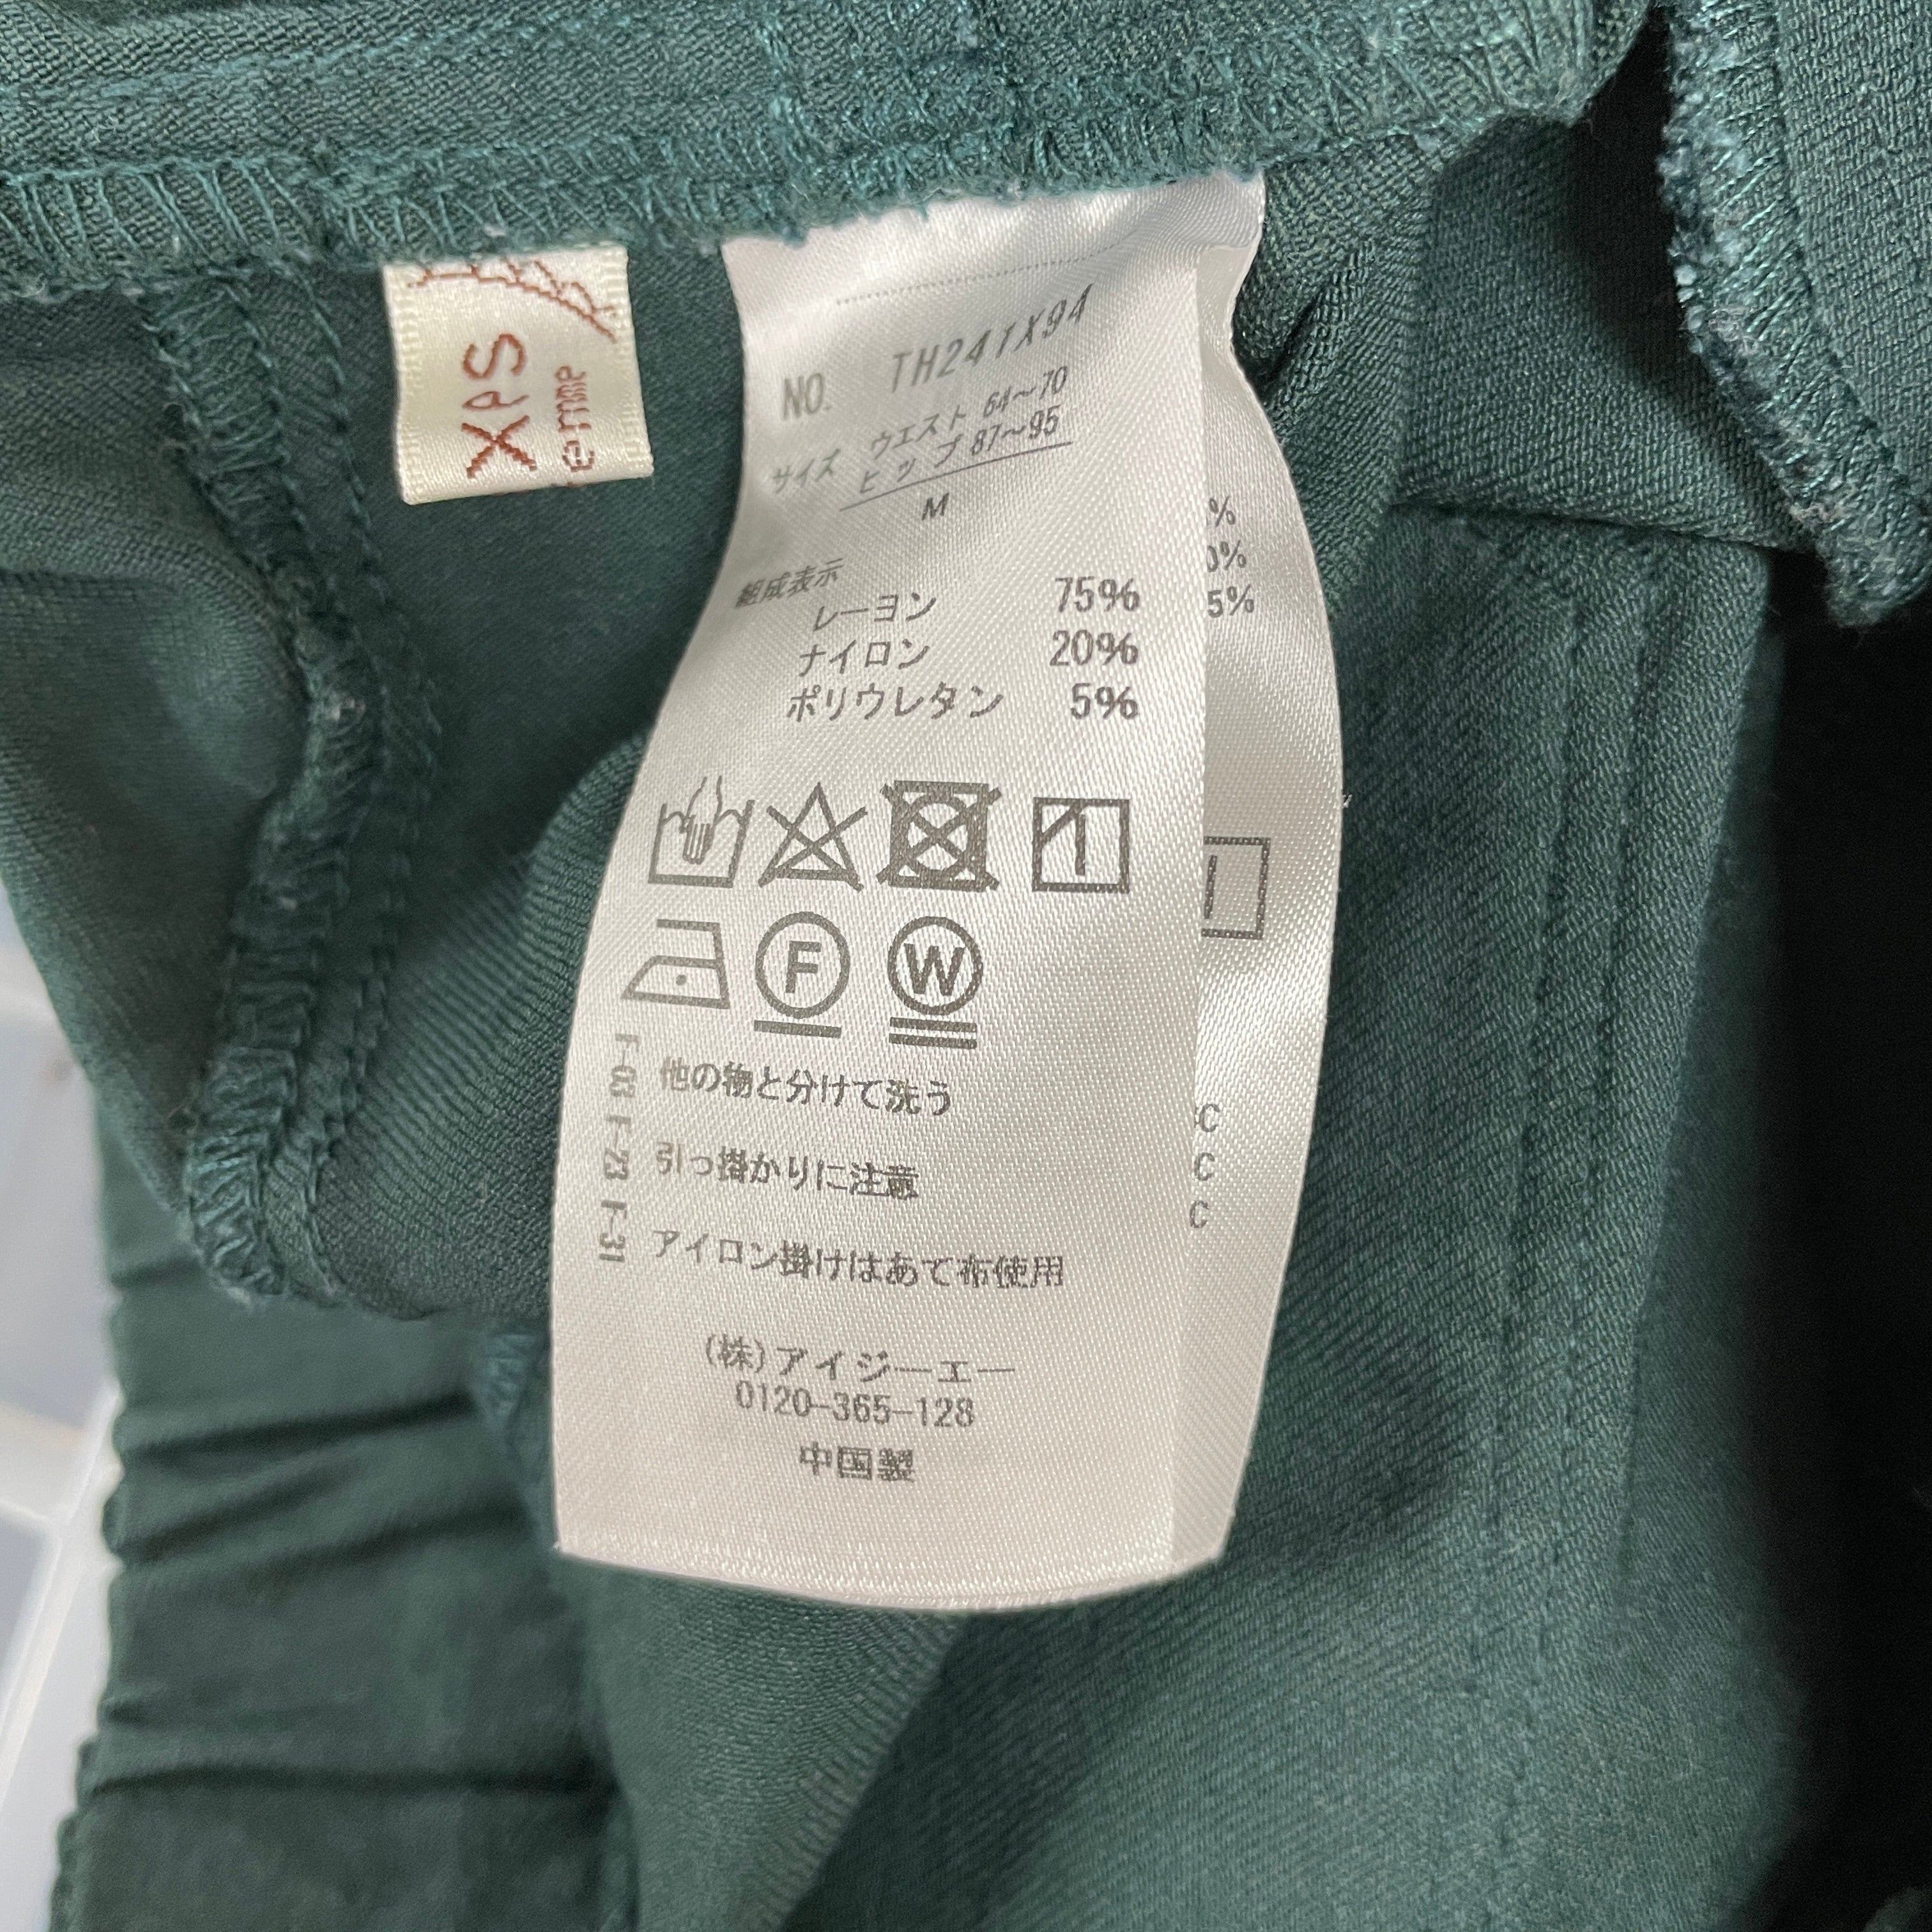 XPS
femme
NO. TH241X94
サイズ ウエスト 64～70
ヒップ 87～95
M
組成表示
レーヨン 75%
ナイロン 20%
ポリウレタン 5%
F
W
F-03 F-23 F-31
他の物と分けて洗う
引っ掛かりに注意
アイロン掛けはあて布使用
(株)アイジーエー
0120-365-128
中国製
%
0%
5%
C
C
C